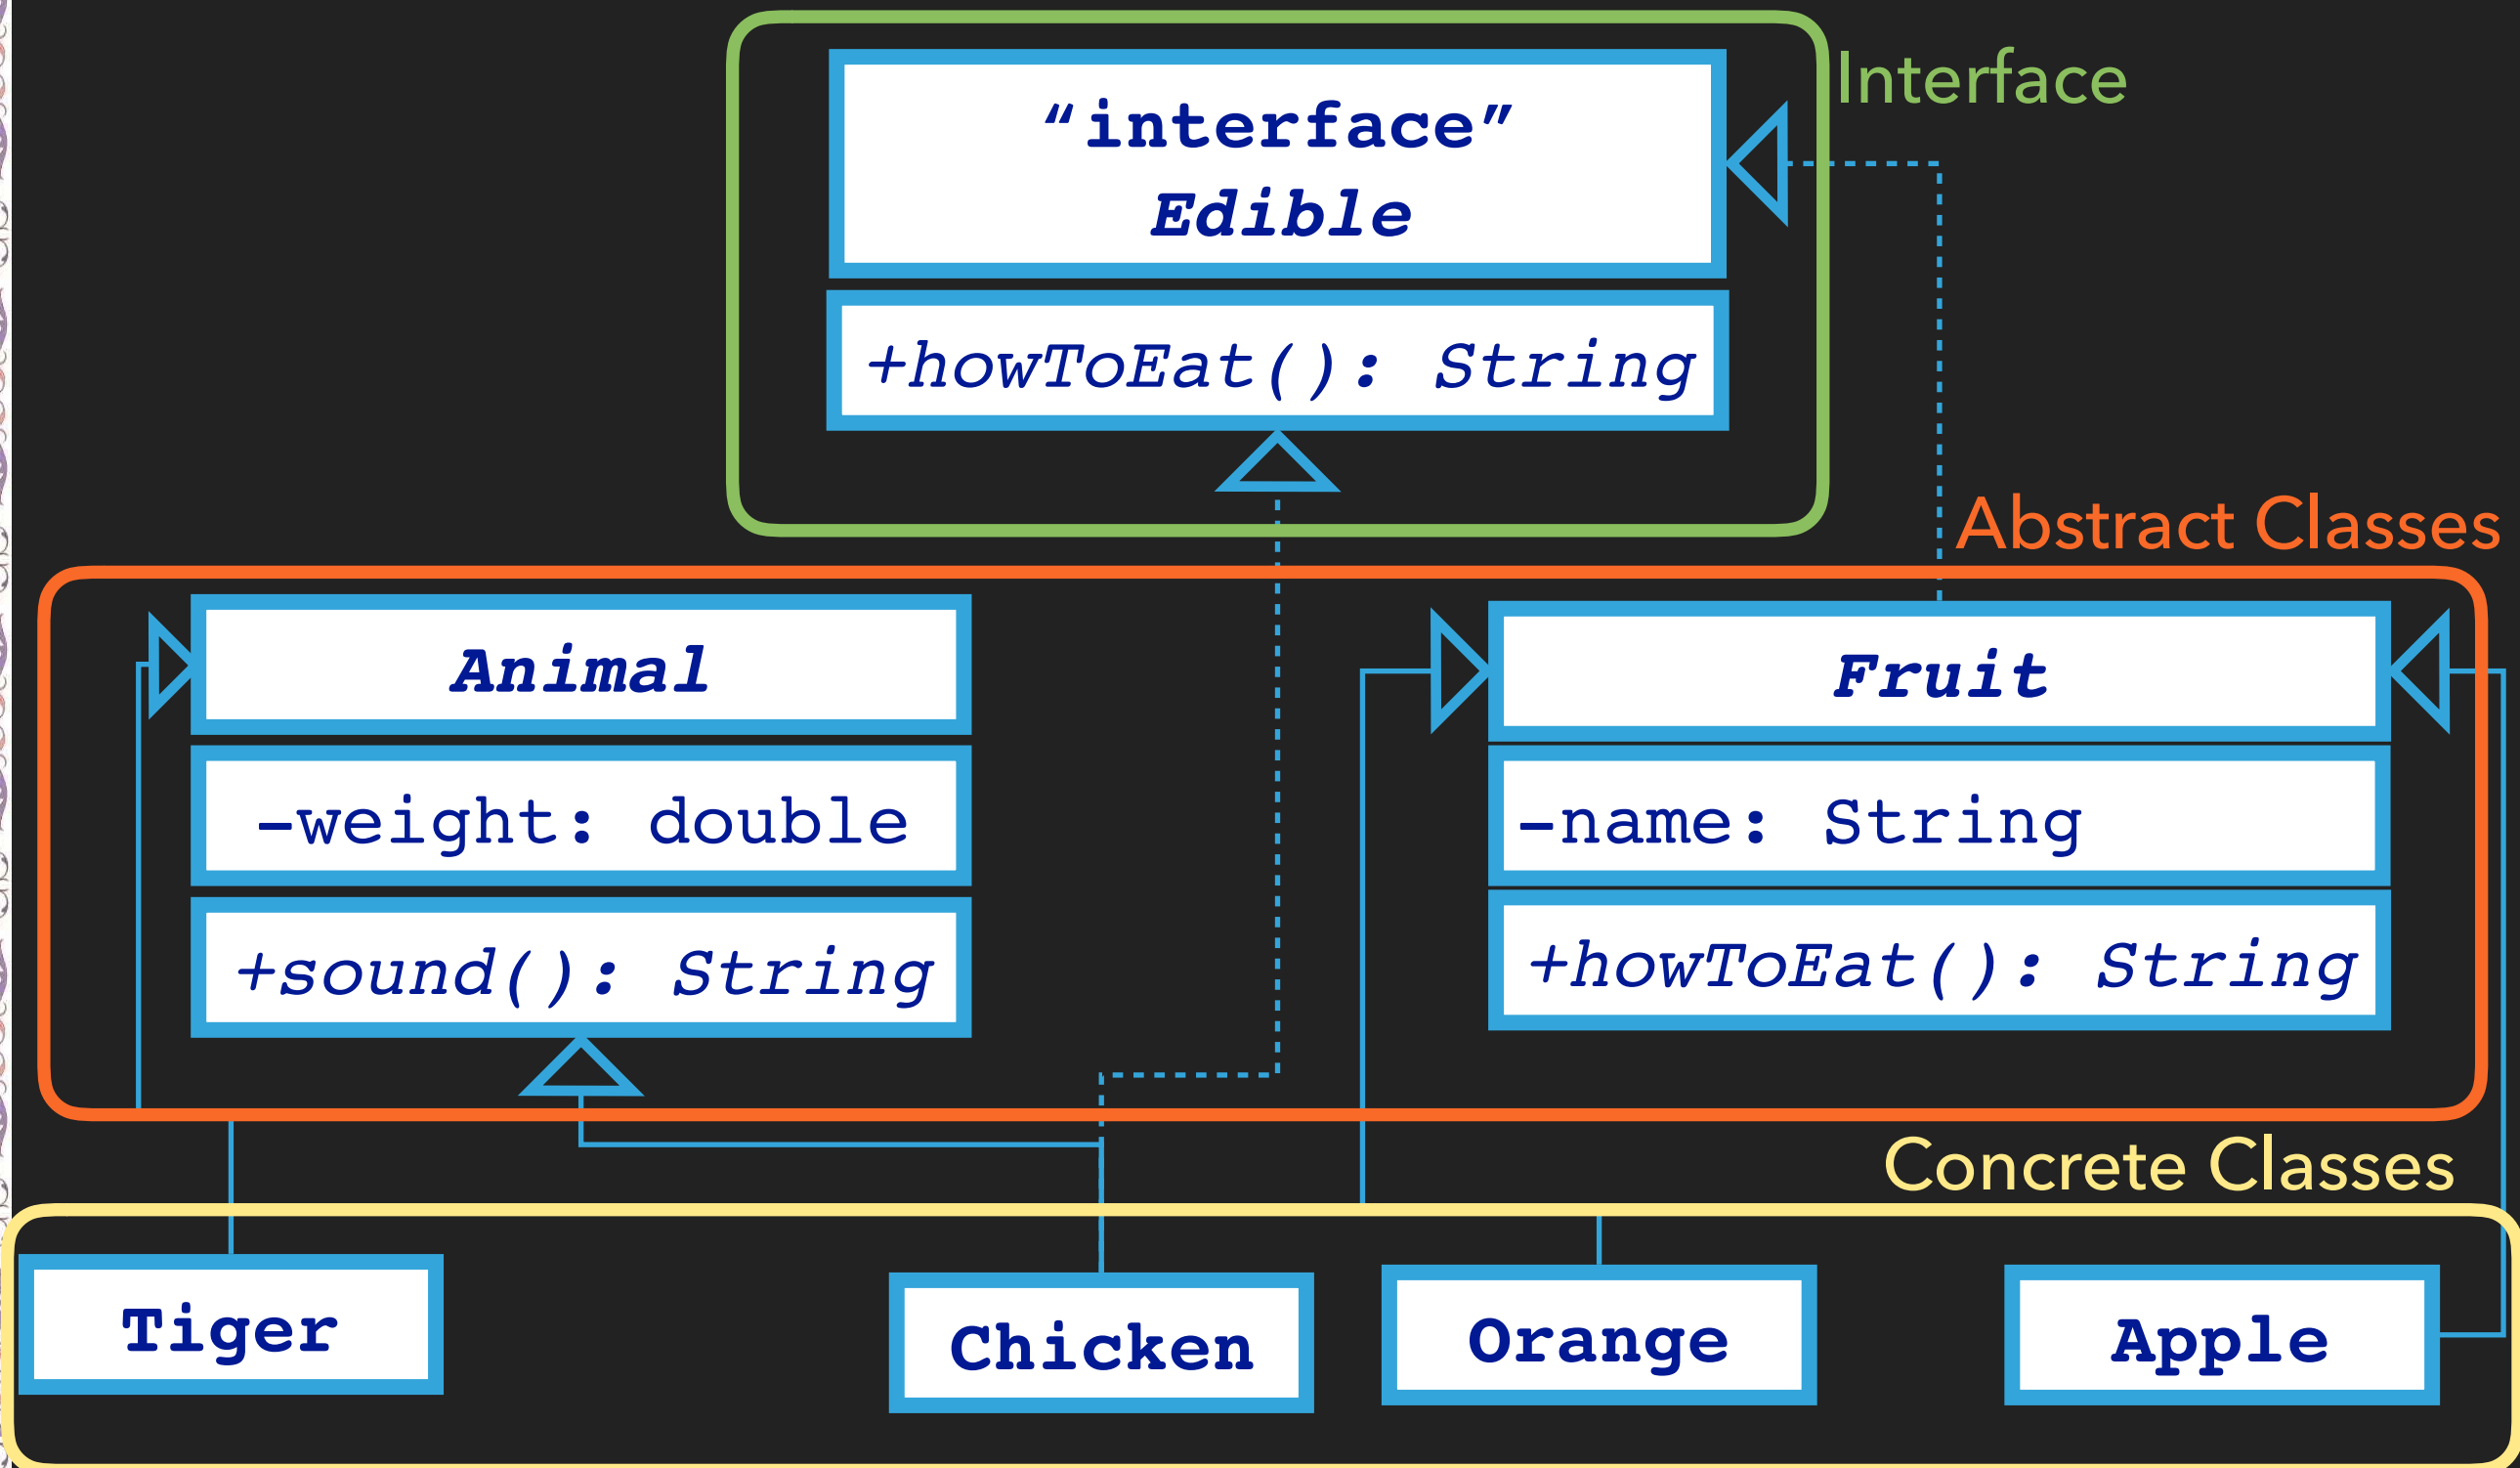 Interface
“interface”
Edible
+howToEat(): String
Abstract Classes
Animal
-weight: double
+sound(): String
Fruit
-name: String
+howToEat(): String
Concrete Classes
Tiger
Chicken
Orange
Apple